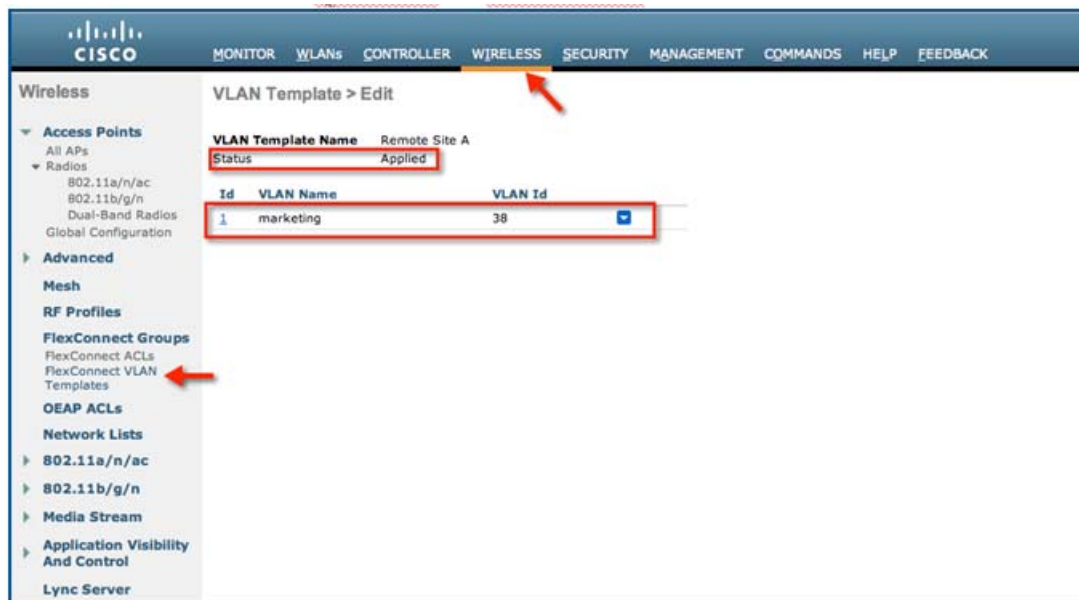 CISCO
MONITOR WLANs CONTROLLER WIRELESS SECURITY MANAGEMENT COMMANDS HELP FEEDBACK
Wireless
Access Points
All APs
Radios
802.11a/n/ac
802.11b/g/n
Dual-Band Radios
Global Configuration
Advanced
Mesh
RF Profiles
FlexConnect Groups
FlexConnect ACLs
FlexConnect VLAN
Templates
OEAP ACLs
Network Lists
802.11a/n/ac
802.11b/g/n
Media Stream
Application Visibility
And Control
Lync Server
VLAN Template > Edit
VLAN Template Name Remote Site A
Status Applied
Id VLAN Name VLAN Id
1 marketing 38